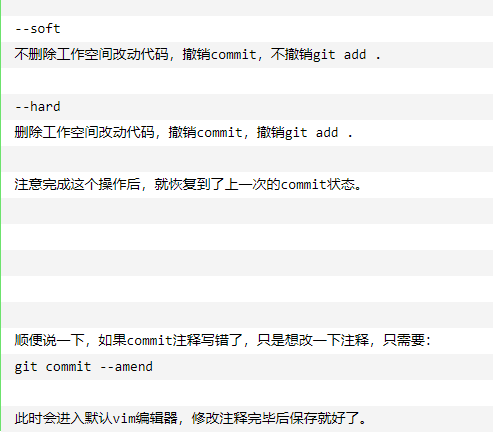 --soft
不删除工作空间改动代码，撤销commit，不撤销git add .
--hard
删除工作空间改动代码，撤销commit，撤销git add .
注意完成这个操作后，就恢复到了上一次的commit状态。
顺便说一下，如果commit注释写错了，只是想改一下注释，只需要：
git commit --amend
此时会进入默认vim编辑器，修改注释完毕后保存就好了。